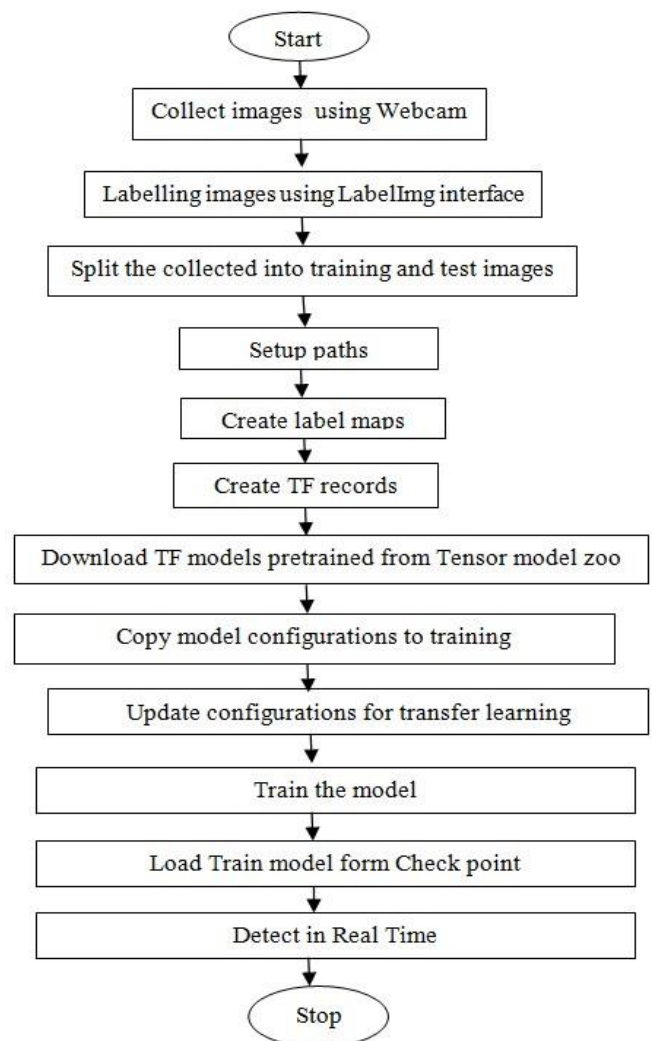 Start
Collect images using Webcam
Labelling images using LabelImg interface
Split the collected into training and test images
Setup paths
Create label maps
Create TF records
Download TF models pretrained from Tensor model zoo
Copy model configurations to training
Update configurations for transfer learning
Train the model
Load Train model form Check point
Detect in Real Time
Stop